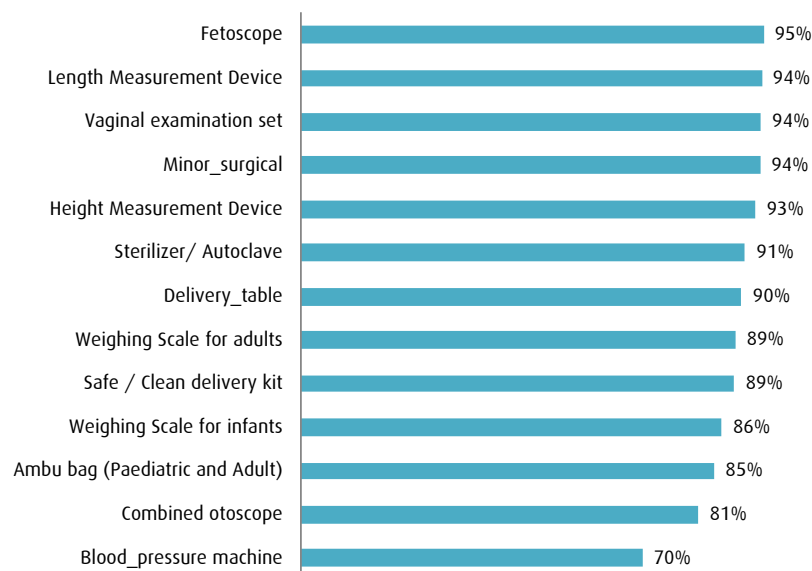 Fetoscope 95%
Length Measurement Device 94%
Vaginal examination set 94%
Minor_surgical 94%
Height Measurement Device 93%
Sterilizer/ Autoclave 91%
Delivery_table 90%
Weighing Scale for adults 89%
Safe / Clean delivery kit 89%
Weighing Scale for infants 86%
Ambu bag (Paediatric and Adult) 85%
Combined otoscope 81%
Blood_pressure machine 70%